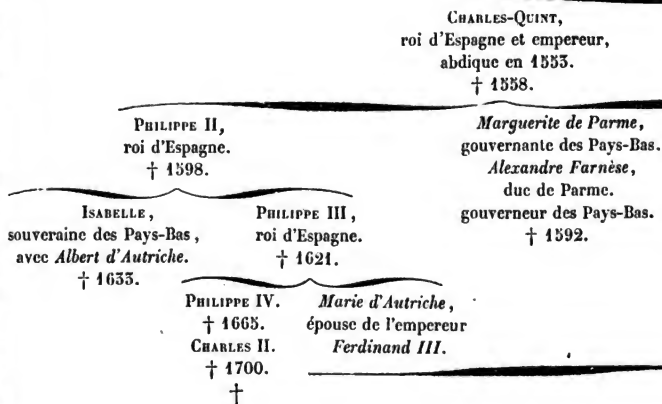 CHARLES-QUINT,
roi d'Espagne et empereur,
abdique en 1553.
† 1558.
PHILIPPE II,
roi d'Espagne.
† 1598.
Marguerite de Parme,
gouvernante des Pays-Bas.
Alexandre Farnèse,
duc de Parme.
gouverneur des Pays-Bas.
† 1592.
ISABELLE,
souveraine des Pays-Bas,
avec Albert d'Autriche.
† 1633.
PHILIPPE III,
roi d'Espagne.
† 1621.
PHILIPPE IV.
† 1665.
CHARLES II.
† 1700.
†
Marie d'Autriche,
épouse de l'empereur
Ferdinand III.